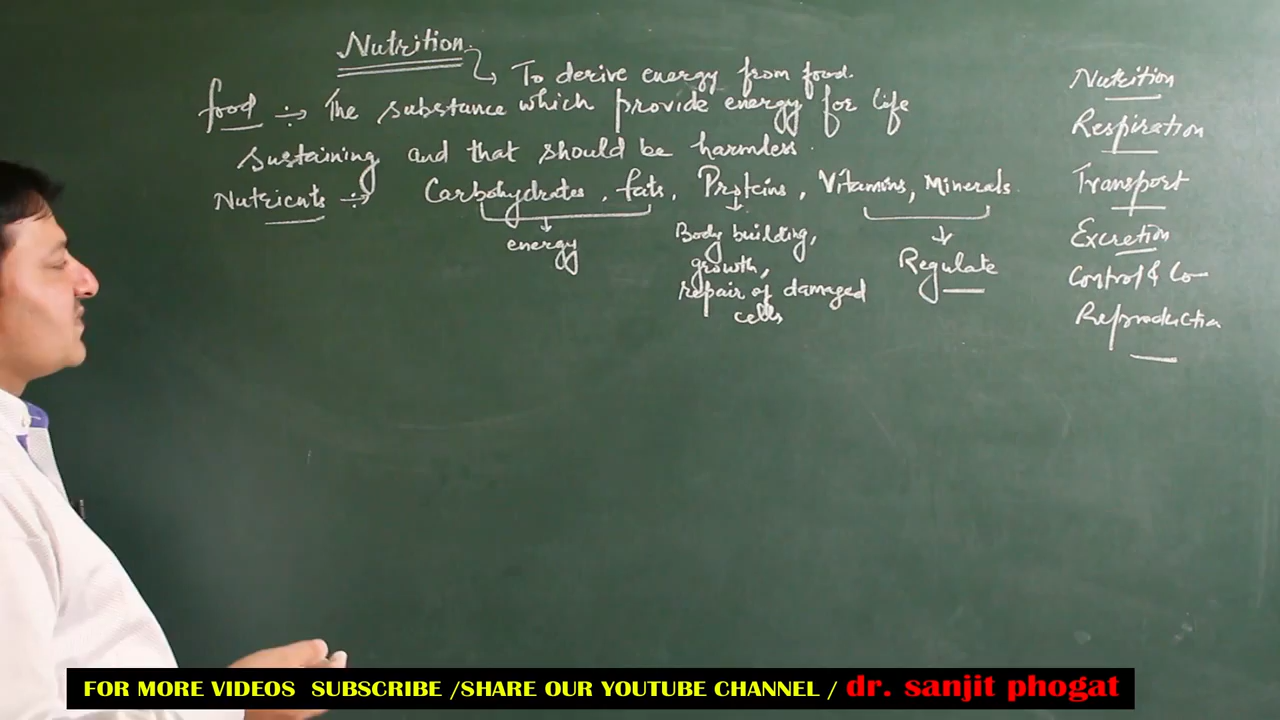 Nutrition
→ To derive energy from food.
food ÷ The substance which provide energy for life
sustaining and that should be harmless.
Nutrients ÷ Carbohydrates, fats, Proteins, Vitamins, Minerals.
energy
Body building,
growth,
repair of damaged
cells
Regulate
Nutrition
Respiration
Transport
Excretion
Control & Co–
Reproduction
FOR MORE VIDEOS SUBSCRIBE /SHARE OUR YOUTUBE CHANNEL / dr. sanjit phogat